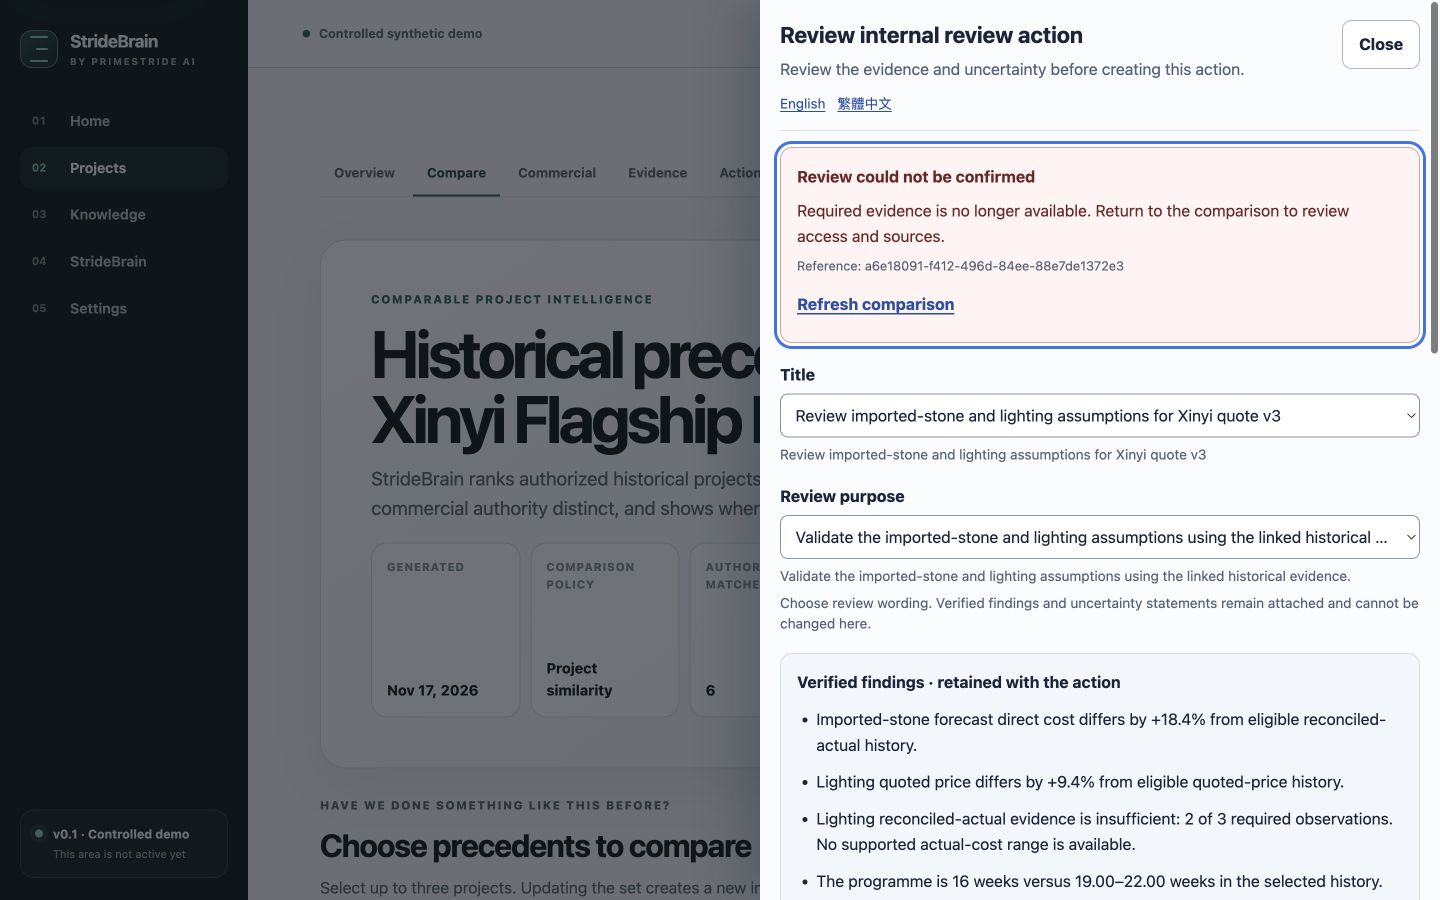 StrideBrain
BY PRIMESTRIDE AI
01 Home
02 Projects
03 Knowledge
04 StrideBrain
05 Settings
v0.1 · Controlled demo
This area is not active yet
Controlled synthetic demo
Overview Compare Commercial Evidence Action
COMPARABLE PROJECT INTELLIGENCE
Historical prec
Xinyi Flagship
StrideBrain ranks authorized historical projects
commercial authority distinct, and shows wher
GENERATED
Nov 17, 2026
COMPARISON
POLICY
Project
similarity
AUTHOR
MATCHE
6
HAVE WE DONE SOMETHING LIKE THIS BEFORE?
Choose precedents to compare
Select up to three projects. Updating the set creates a new i
Review internal review action
Close
Review the evidence and uncertainty before creating this action.
English 繁體中文
Review could not be confirmed
Required evidence is no longer available. Return to the comparison to review
access and sources.
Reference: a6e18091-f412-496d-84ee-88e7de1372e3
Refresh comparison
Title
Review imported-stone and lighting assumptions for Xinyi quote v3
Review imported-stone and lighting assumptions for Xinyi quote v3
Review purpose
Validate the imported-stone and lighting assumptions using the linked historical ...
Validate the imported-stone and lighting assumptions using the linked historical evidence.
Choose review wording. Verified findings and uncertainty statements remain attached and cannot be
changed here.
Verified findings · retained with the action
• Imported-stone forecast direct cost differs by +18.4% from eligible reconciled-
actual history.
• Lighting quoted price differs by +9.4% from eligible quoted-price history.
• Lighting reconciled-actual evidence is insufficient: 2 of 3 required observations.
No supported actual-cost range is available.
• The programme is 16 weeks versus 19.00–22.00 weeks in the selected history.